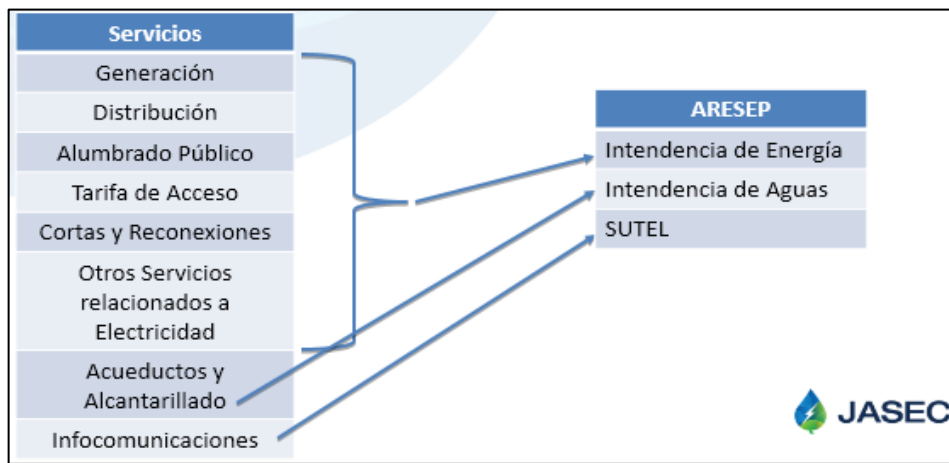 Servicios
Generación
Distribución
Alumbrado Público
Tarifa de Acceso
Cortas y Reconexiones
Otros Servicios
relacionados a
Electricidad
Acueductos y
Alcantarillado
Infocomunicaciones
ARESEP
Intendencia de Energía
Intendencia de Aguas
SUTEL
JASEC